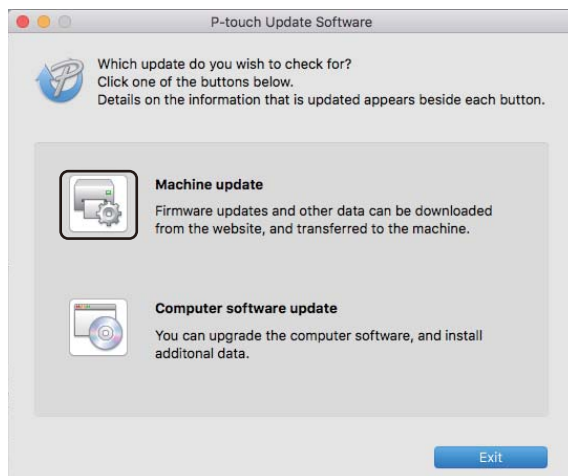 P-touch Update Software
Which update do you wish to check for?
Click one of the buttons below.
Details on the information that is updated appears beside each button.
Machine update
Firmware updates and other data can be downloaded
from the website, and transferred to the machine.
Computer software update
You can upgrade the computer software, and install
additonal data.
Exit